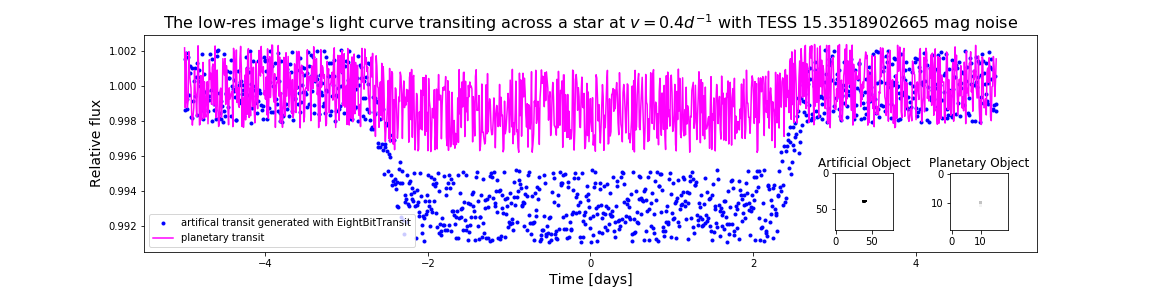 The low-res image's light curve transiting across a star at v = 0.4d⁻¹ with TESS 15.3518902665 mag noise
Relative flux
1.002
1.000
0.998
0.996
0.994
0.992
artifical transit generated with EightBitTransit
planetary transit
Artificial Object
0
50
0
50
Planetary Object
0
10
0
10
−4
−2
0
2
4
Time [days]